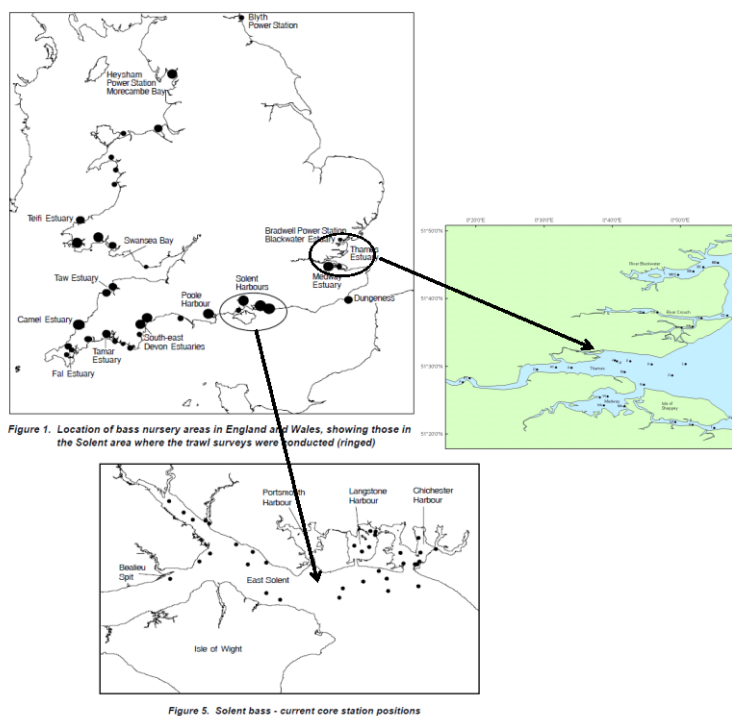 Blyth
Power Station
Heysham
Power Station
Morecambe Bay
Teifi Estuary
Swansea Bay
Taw Estuary
Camel Estuary
Fal Estuary
Tamar
Estuary
South-east
Devon Estuaries
Poole
Harbour
Solent
Harbours
Bradwell Power Station
Blackwater Estuary
Thames
Estuary
Medway
Estuary
Dungeness
Figure 1. Location of bass nursery areas in England and Wales, showing those in
the Solent area where the trawl surveys were conducted (ringed)
0°20'0"E
0°30'0"E
0°40'0"E
0°50'0"E
51°50'0"N
51°40'0"N
51°30'0"N
51°20'0"N
River Blackwater
River Crouch
Thames
Medway
Isle of
Sheppey
Portsmouth
Harbour
Langstone
Harbour
Chichester
Harbour
Bealieu
Spit
East Solent
Isle of Wight
Figure 5. Solent bass - current core station positions